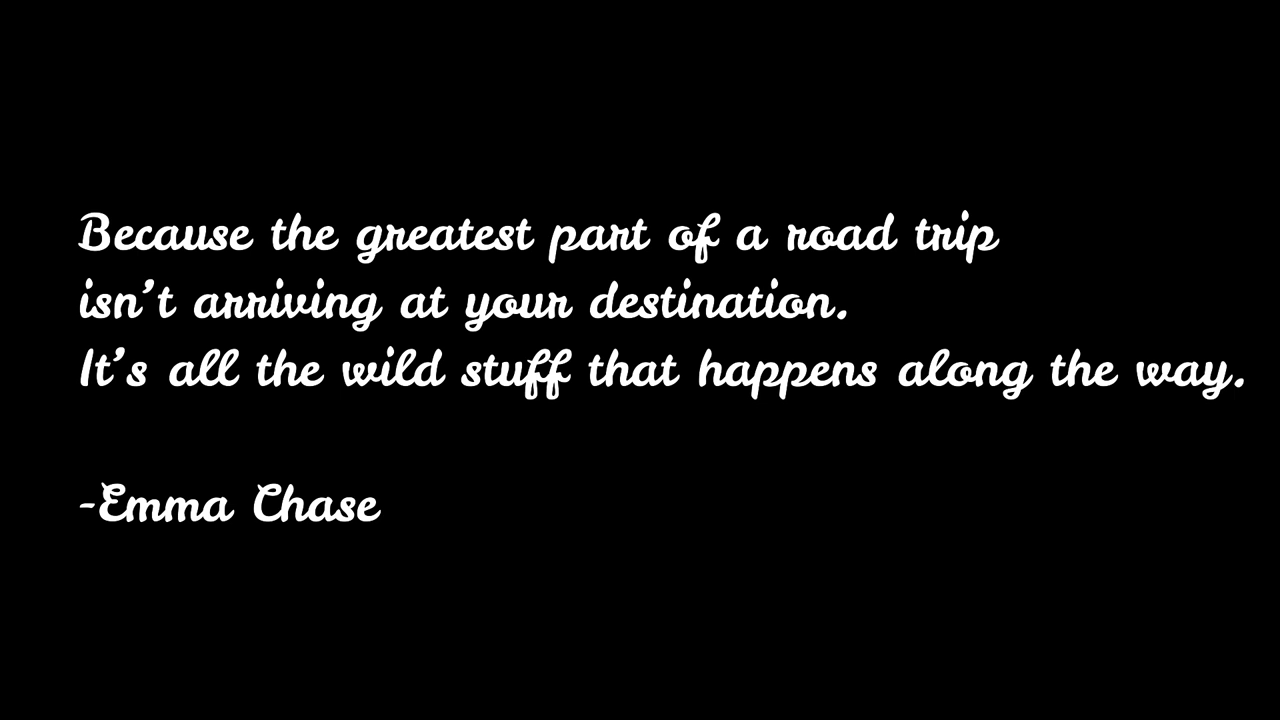 Because the greatest part of a road trip
isn't arriving at your destination.
It's all the wild stuff that happens along the way.
-Emma Chase